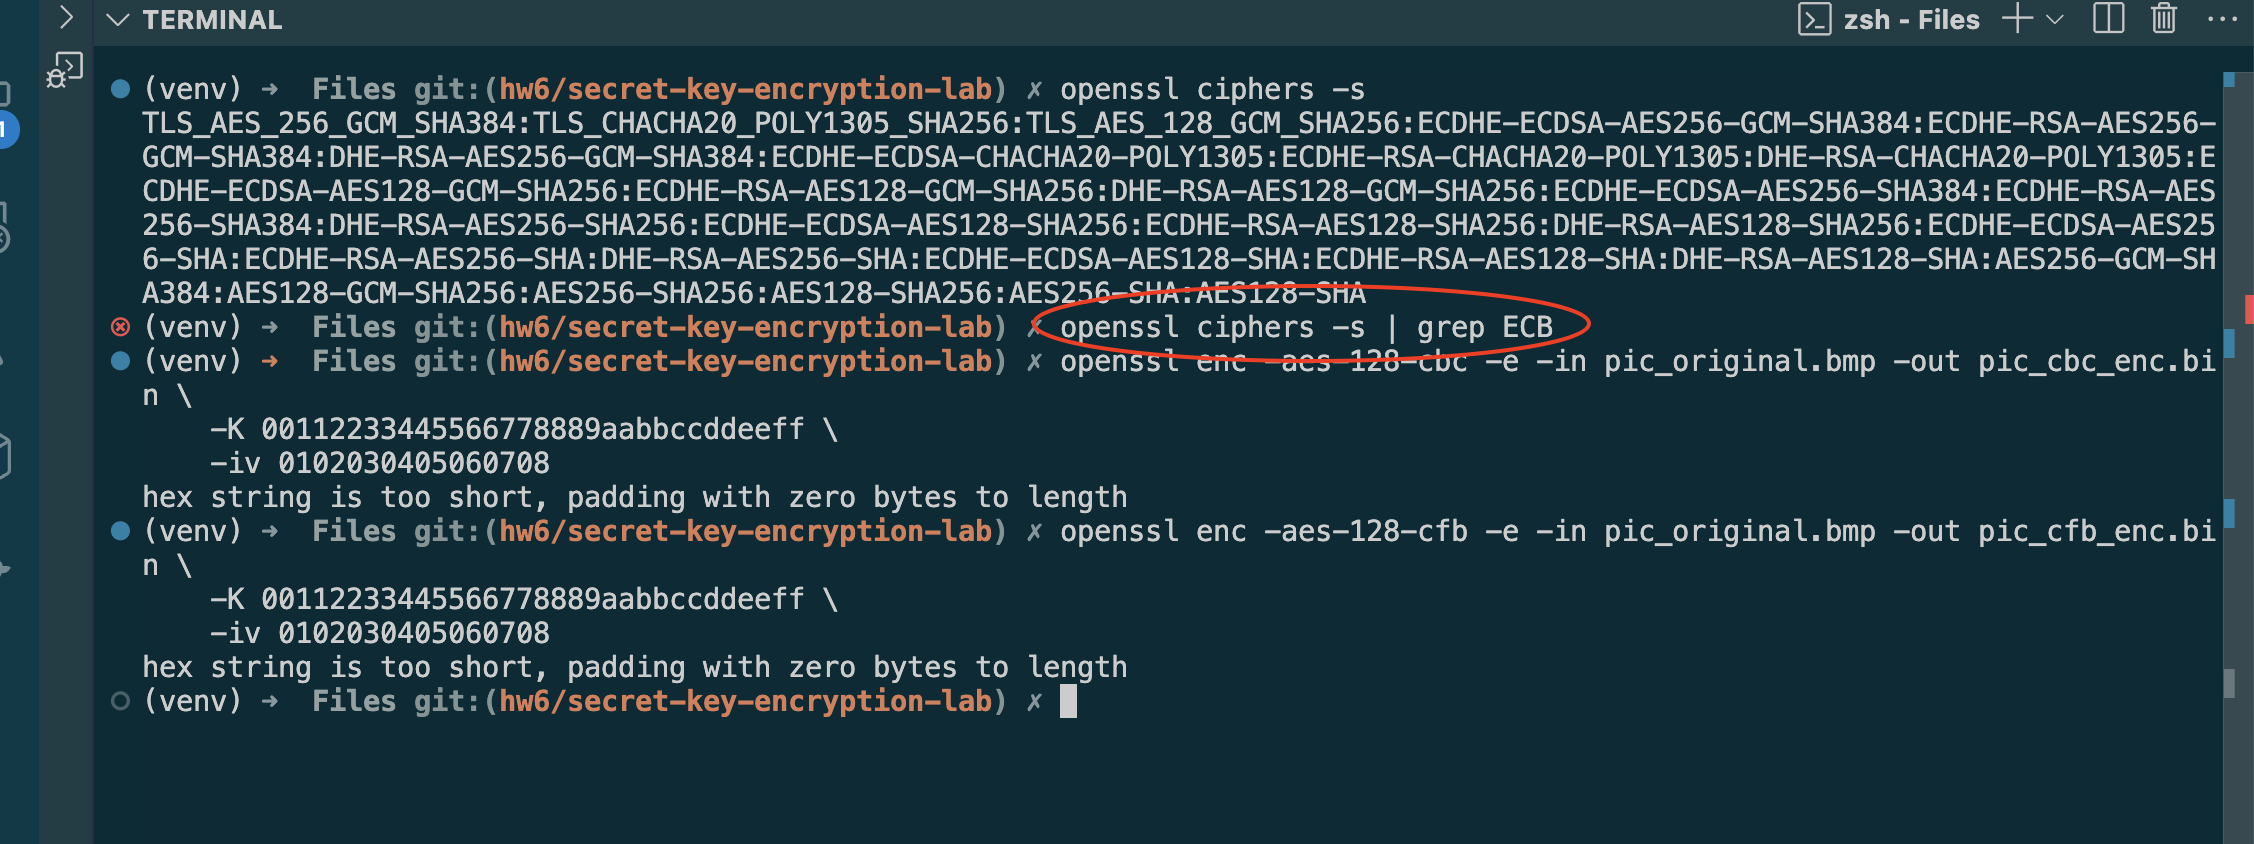 TERMINAL
zsh - Files
(venv) ➜  Files git:(hw6/secret-key-encryption-lab) ✗ openssl ciphers -s
TLS_AES_256_GCM_SHA384:TLS_CHACHA20_POLY1305_SHA256:TLS_AES_128_GCM_SHA256:ECDHE-ECDSA-AES256-GCM-SHA384:ECDHE-RSA-AES256-
GCM-SHA384:DHE-RSA-AES256-GCM-SHA384:ECDHE-ECDSA-CHACHA20-POLY1305:ECDHE-RSA-CHACHA20-POLY1305:DHE-RSA-CHACHA20-POLY1305:E
CDHE-ECDSA-AES128-GCM-SHA256:ECDHE-RSA-AES128-GCM-SHA256:DHE-RSA-AES128-GCM-SHA256:ECDHE-ECDSA-AES256-SHA384:ECDHE-RSA-AES
256-SHA384:DHE-RSA-AES256-SHA256:ECDHE-ECDSA-AES128-SHA256:ECDHE-RSA-AES128-SHA256:DHE-RSA-AES128-SHA256:ECDHE-ECDSA-AES25
6-SHA:ECDHE-RSA-AES256-SHA:DHE-RSA-AES256-SHA:ECDHE-ECDSA-AES128-SHA:ECDHE-RSA-AES128-SHA:DHE-RSA-AES128-SHA:AES256-GCM-SH
A384:AES128-GCM-SHA256:AES256-SHA256:AES128-SHA256:AES256-SHA:AES128-SHA
(venv) ➜  Files git:(hw6/secret-key-encryption-lab) ✗ openssl ciphers -s | grep ECB
(venv) ➜  Files git:(hw6/secret-key-encryption-lab) ✗ openssl enc -aes-128-cbc -e -in pic_original.bmp -out pic_cbc_enc.bi
n \
    -K 00112233445566778889aabbccddeeff \
    -iv 0102030405060708
hex string is too short, padding with zero bytes to length
(venv) ➜  Files git:(hw6/secret-key-encryption-lab) ✗ openssl enc -aes-128-cfb -e -in pic_original.bmp -out pic_cfb_enc.bi
n \
    -K 00112233445566778889aabbccddeeff \
    -iv 0102030405060708
hex string is too short, padding with zero bytes to length
(venv) ➜  Files git:(hw6/secret-key-encryption-lab) ✗